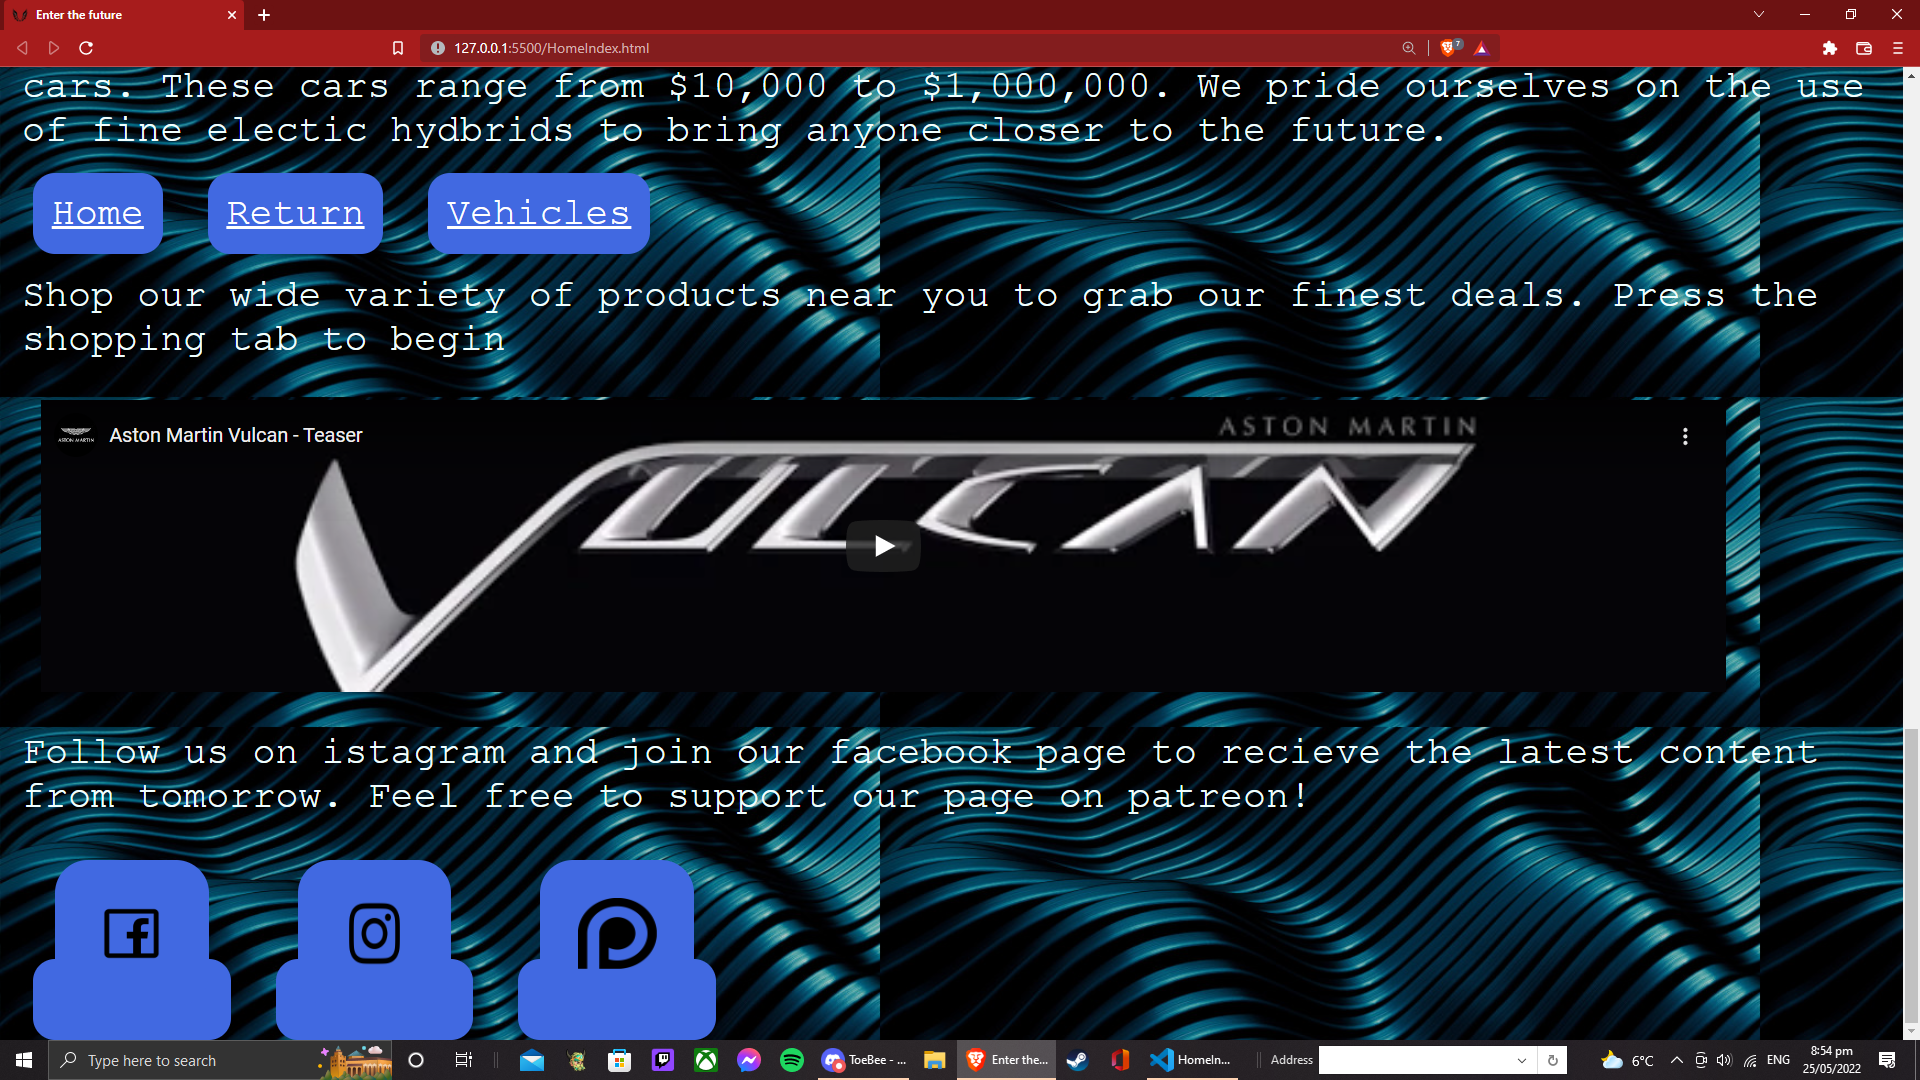 Enter the future
127.0.0.1:5500/HomeIndex.html
7
cars. These cars range from $10,000 to $1,000,000. We pride ourselves on the use
of fine electic hydbrids to bring anyone closer to the future.
Home Return Vehicles
Shop our wide variety of products near you to grab our finest deals. Press the
shopping tab to begin
ASTON MARTIN
Aston Martin Vulcan - Teaser
ASTON MARTIN
VULCAN
Follow us on istagram and join our facebook page to recieve the latest content
from tomorrow. Feel free to support our page on patreon!
Type here to search
ToeBee - ...
Enter the...
HomeIn...
Address
6°C
ENG
8:54 pm
25/05/2022